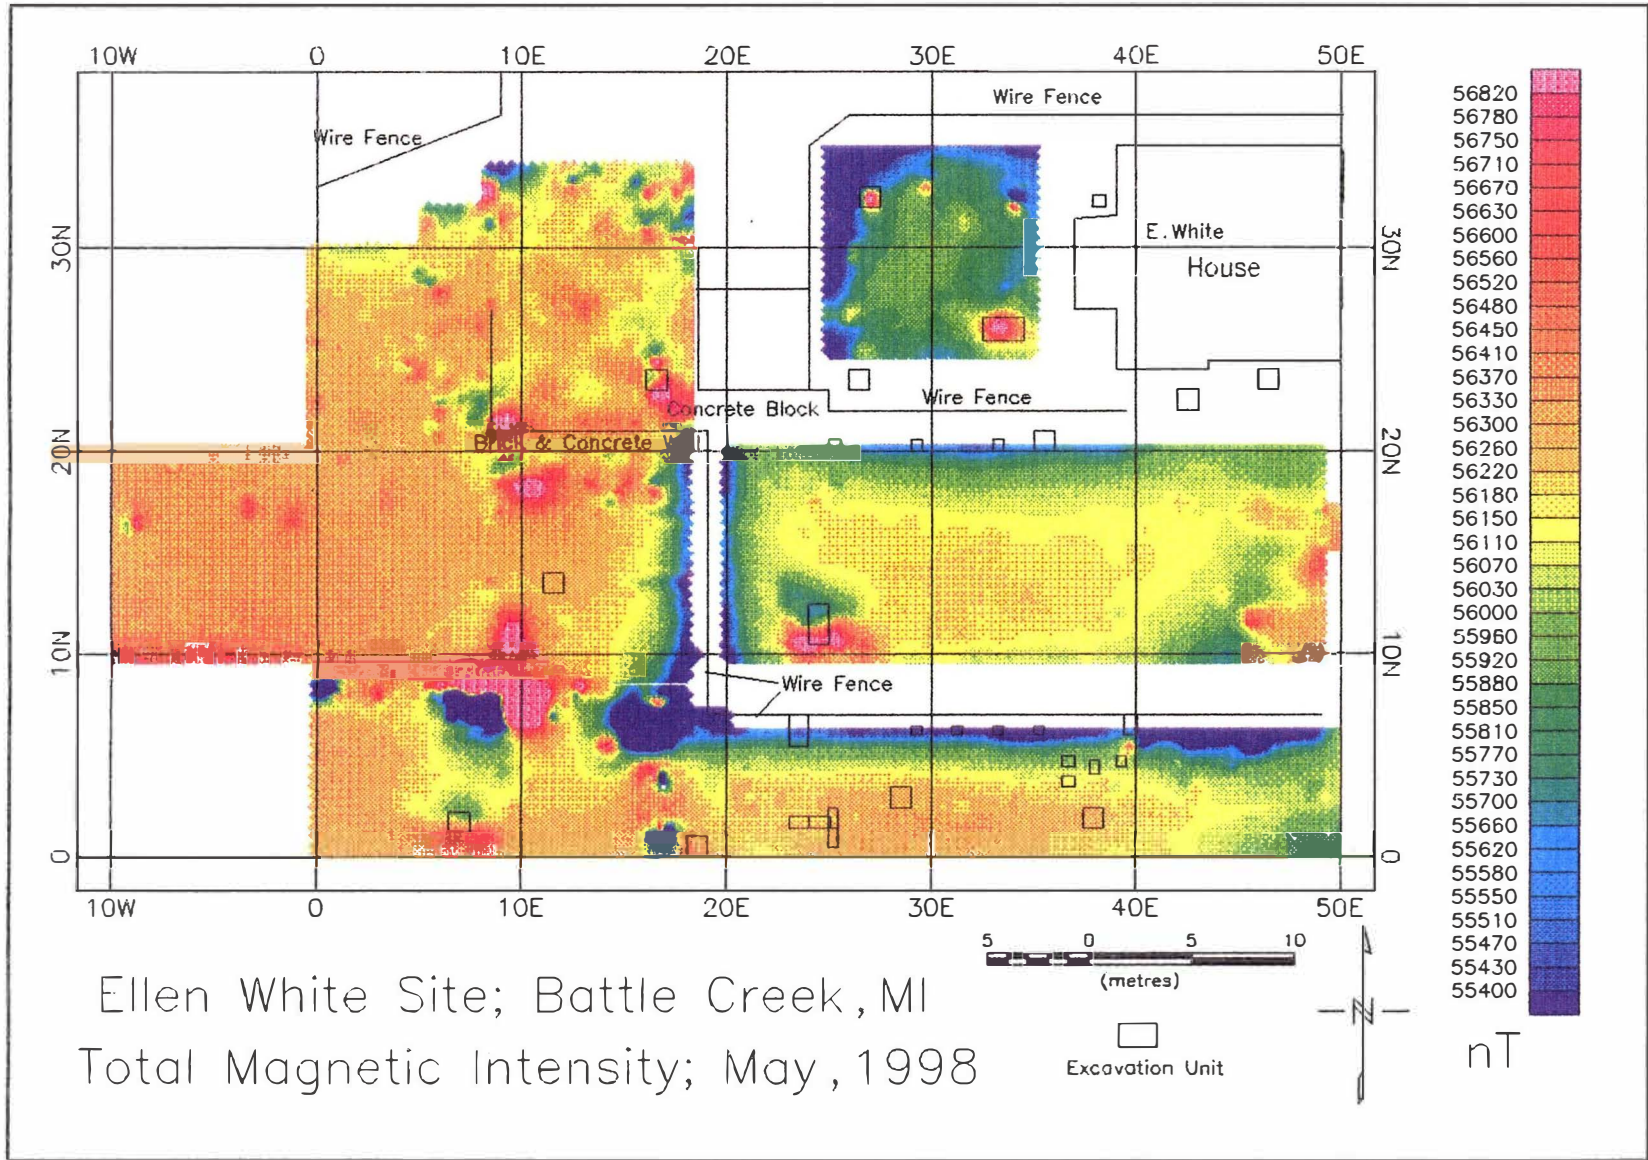 10W 0 10E 20E 30E 40E 50E
Wire Fence
Wire Fence
30N
30N
E.White
House
Wire Fence
Concrete Block
Brick & Concrete
20N
20N
10N
10N
Wire Fence
0
0
10W 0 10E 20E 30E 40E 50E
5 0 5 10
(metres)
Ellen White Site; Battle Creek, MI
Total Magnetic Intensity; May, 1998
Excavation Unit
N
56820
56780
56750
56710
56670
56630
56600
56560
56520
56480
56450
56410
56370
56330
56300
56260
56220
56180
56150
56110
56070
56030
56000
55960
55920
55880
55850
55810
55770
55730
55700
55660
55620
55580
55550
55510
55470
55430
55400
nT